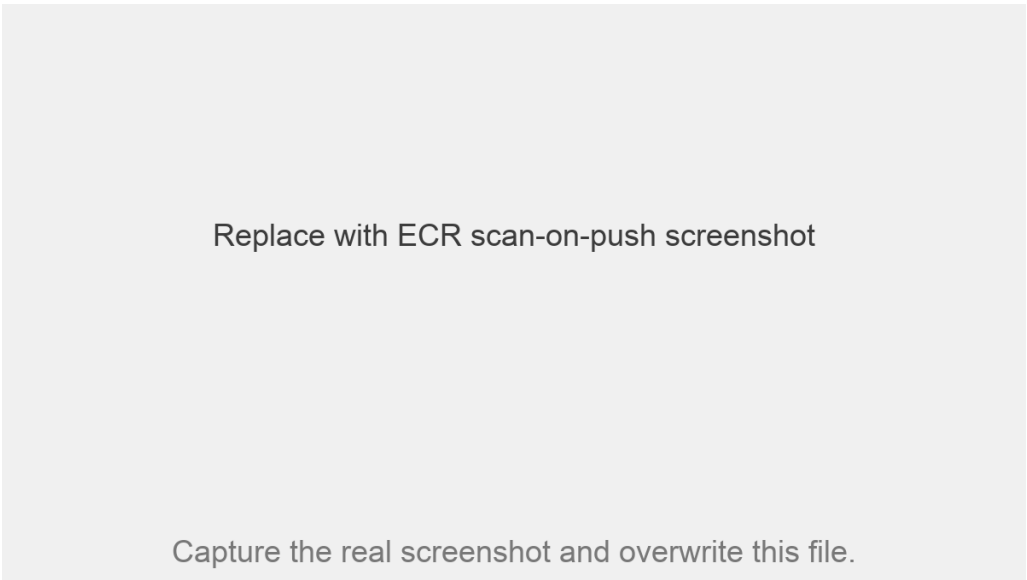 Replace with ECR scan-on-push screenshot
Capture the real screenshot and overwrite this file.